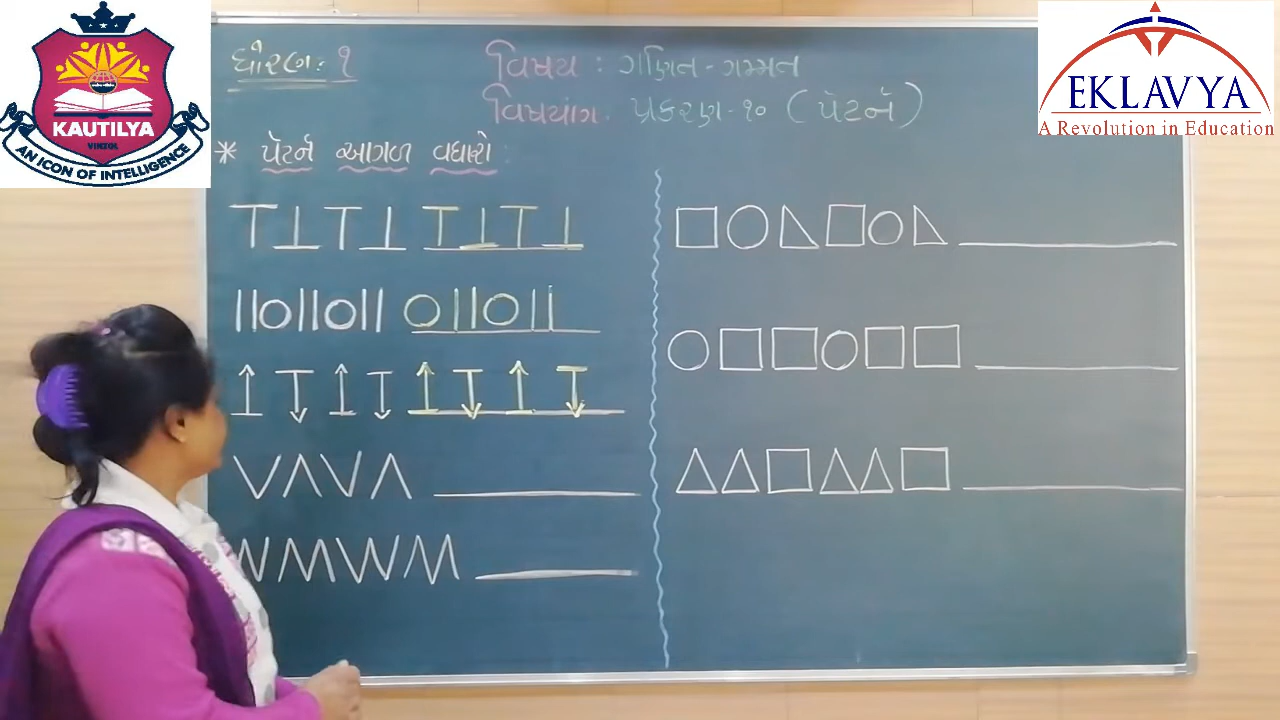 KAUTILYA
VINZOL
AN ICON OF INTELLIGENCE
EKLAVYA
A Revolution in Education
ધોરણ: ૧
વિષય : ગણિત - ગમ્મત
વિષયાંગ : પ્રકરણ - ૧૦ ( પેટર્ન )
* પેટર્ન આગળ વધારો :